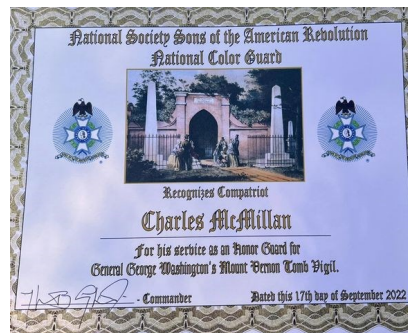 National Society Sons of the American Revolution
National Color Guard
Recognizes Compatriot
Charles McMillan
For his service as an Honor Guard for
General George Washington's Mount Vernon Tomb Vigil.
- Commander
Dated this 17th day of September 2022